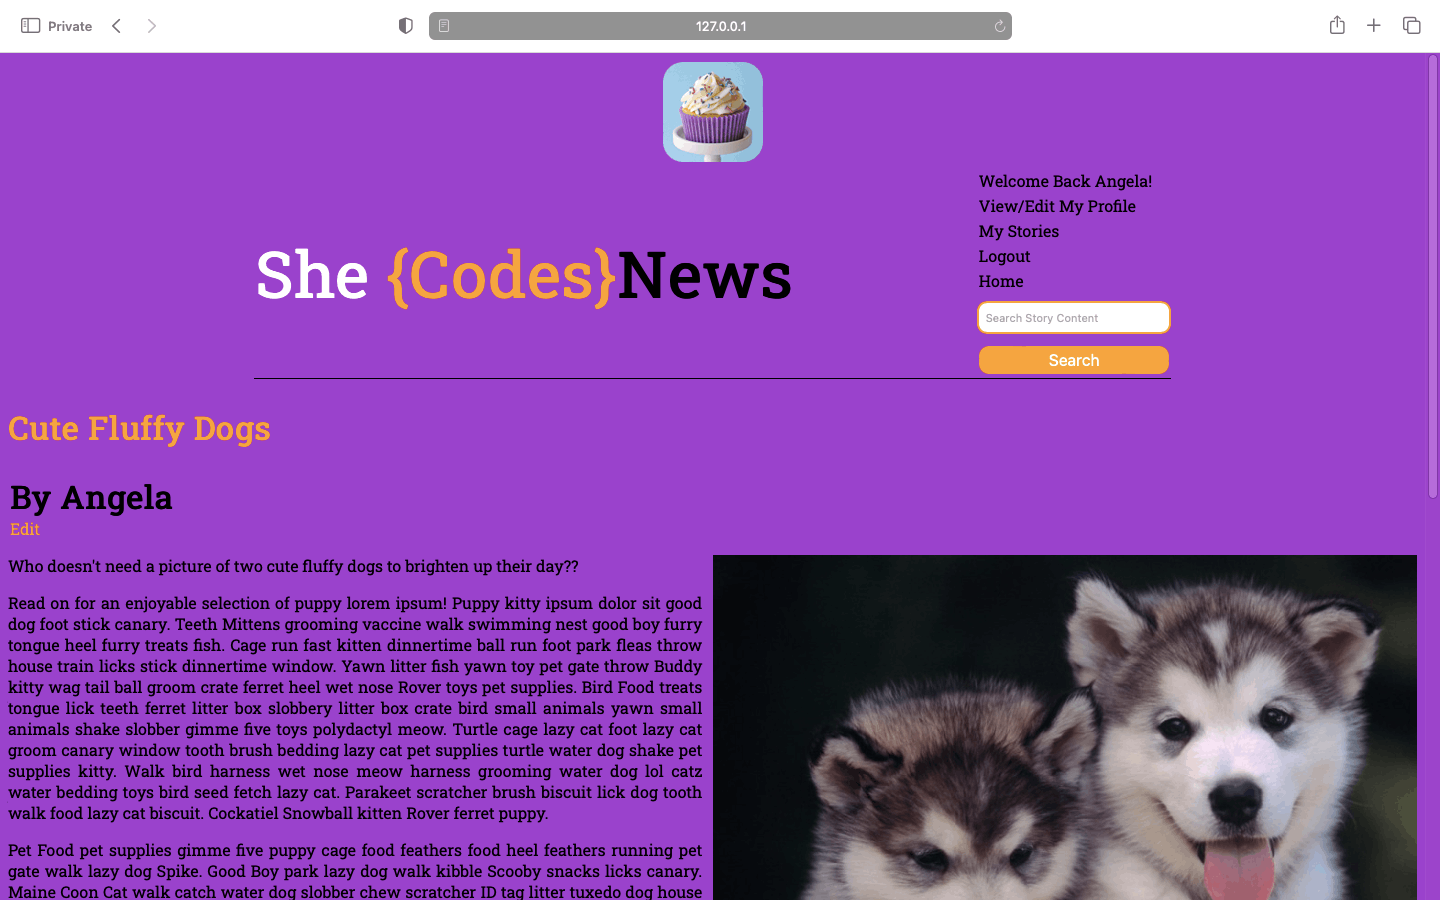 Private
127.0.0.1
Welcome Back Angela!
View/Edit My Profile
My Stories
Logout
Home
She {Codes}News
Search Story Content
Search
Cute Fluffy Dogs
By Angela
Edit
Who doesn't need a picture of two cute fluffy dogs to brighten up their day??
Read on for an enjoyable selection of puppy lorem ipsum! Puppy kitty ipsum dolor sit good
dog foot stick canary. Teeth Mittens grooming vaccine walk swimming nest good boy furry
tongue heel furry treats fish. Cage run fast kitten dinnertime ball run foot park fleas throw
house train licks stick dinnertime window. Yawn litter fish yawn toy pet gate throw Buddy
kitty wag tail ball groom crate ferret heel wet nose Rover toys pet supplies. Bird Food treats
tongue lick teeth ferret litter box slobbery litter box crate bird small animals yawn small
animals shake slobber gimme five toys polydactyl meow. Turtle cage lazy cat foot lazy cat
groom canary window tooth brush bedding lazy cat pet supplies turtle water dog shake pet
supplies kitty. Walk bird harness wet nose meow harness grooming water dog lol catz
water bedding toys bird seed fetch lazy cat. Parakeet scratcher brush biscuit lick dog tooth
walk food lazy cat biscuit. Cockatiel Snowball kitten Rover ferret puppy.
Pet Food pet supplies gimme five puppy cage food feathers food heel feathers running pet
gate walk lazy dog Spike. Good Boy park lazy dog walk kibble Scooby snacks licks canary.
Maine Coon Cat walk catch water dog slobber chew scratcher ID tag litter tuxedo dog house